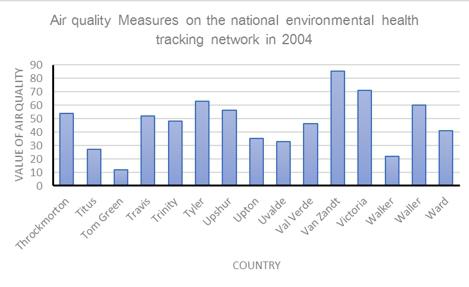 Air quality Measures on the national environmental health
tracking network in 2004
VALUE OF AIR QUALITY
90
80
70
60
50
40
30
20
10
0
Throckmorton
Titus
Tom Green
Travis
Trinity
Tyler
Upshur
Upton
Uvalde
Val Verde
Van Zandt
Victoria
Walker
Waller
Ward
COUNTRY